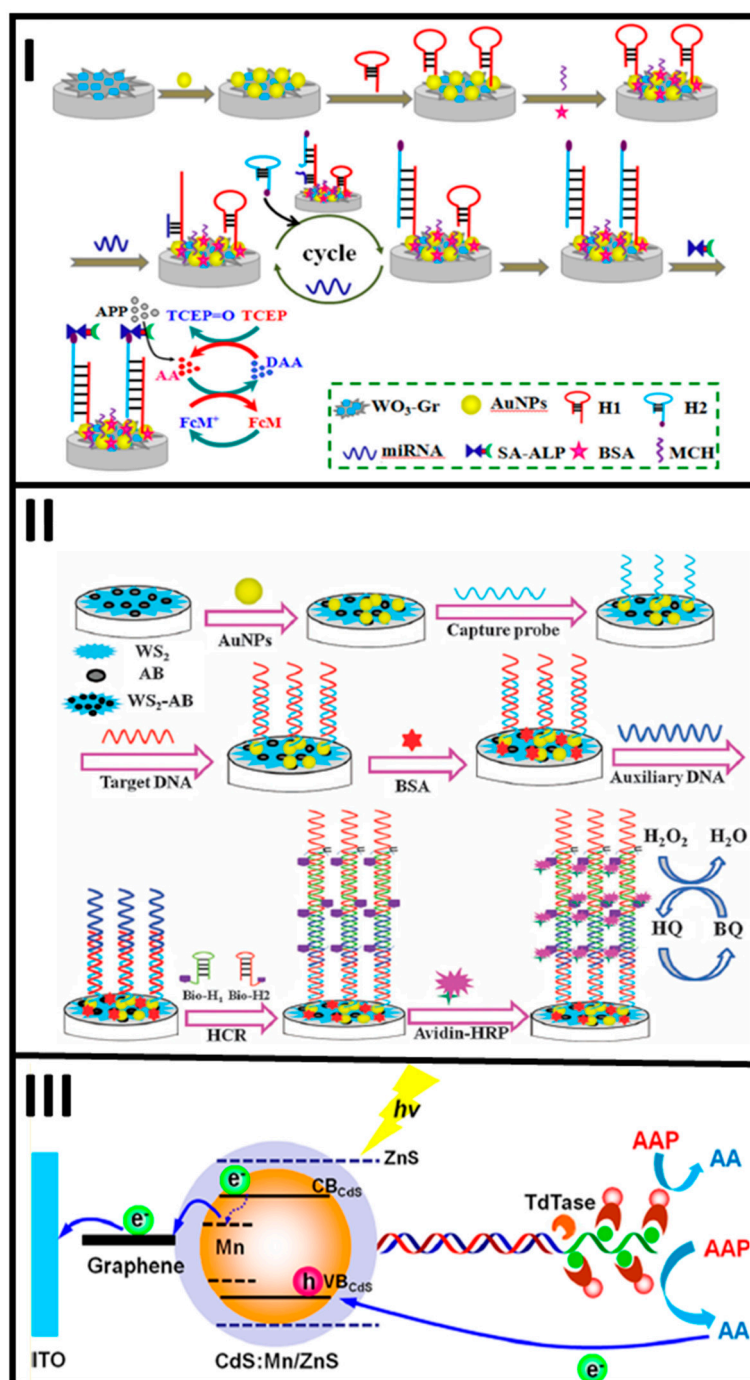 I
cycle
APP
TCEP=O TCEP
AA
DAA
FcM⁺ FcM
WO₃-Gr AuNPs H1 H2
miRNA SA-ALP BSA MCH
II
AuNPs
Capture probe
WS₂
AB
WS₂-AB
Target DNA
BSA
Auxiliary DNA
H₂O₂ H₂O
HQ BQ
Bio-H₁ Bio-H2
HCR
Avidin-HRP
III
hv
ZnS
AAP
AA
e⁻
CB_CdS
TdTase
e⁻
Mn
AAP
Graphene
h VB_CdS
AA
ITO
CdS:Mn/ZnS
e⁻